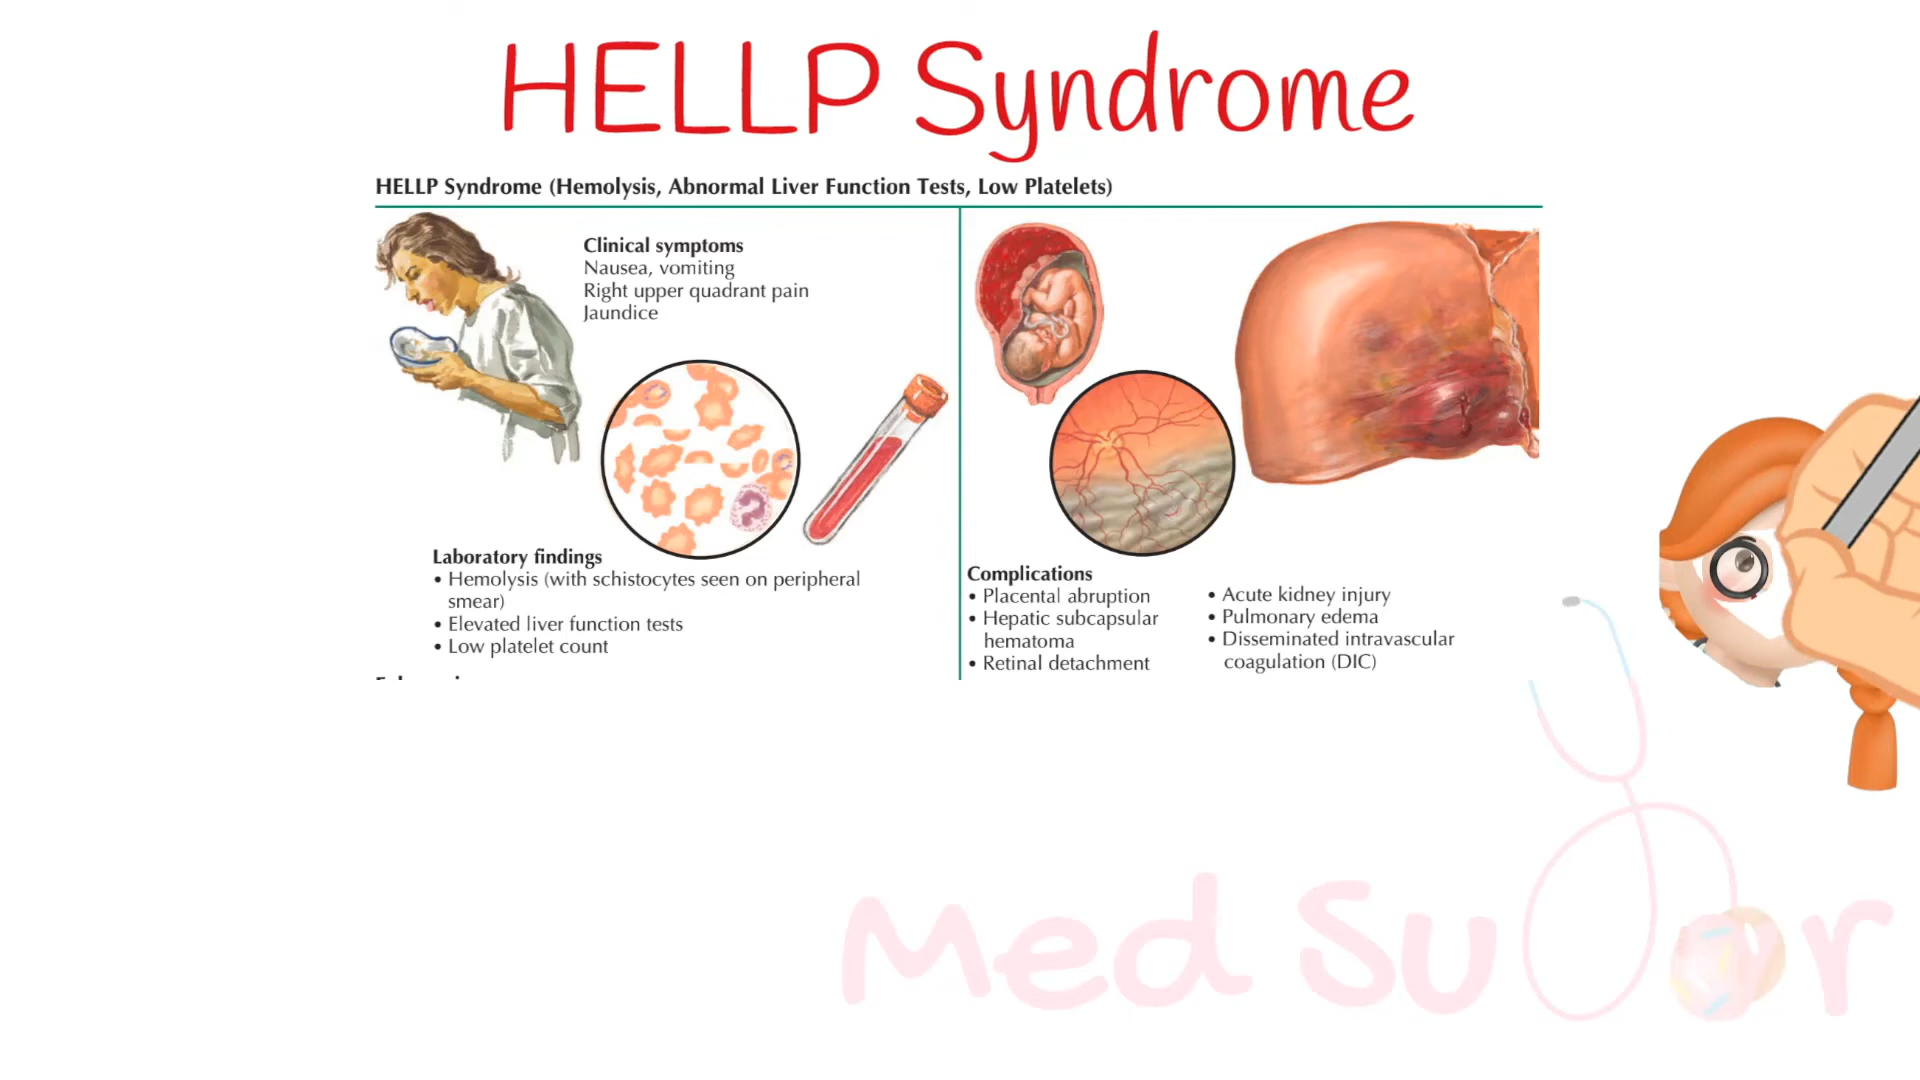 HELLP Syndrome
HELLP Syndrome (Hemolysis, Abnormal Liver Function Tests, Low Platelets)
Clinical symptoms
Nausea, vomiting
Right upper quadrant pain
Jaundice
Laboratory findings
• Hemolysis (with schistocytes seen on peripheral
smear)
• Elevated liver function tests
• Low platelet count
Complications
• Placental abruption
• Hepatic subcapsular
hematoma
• Retinal detachment
• Acute kidney injury
• Pulmonary edema
• Disseminated intravascular
coagulation (DIC)
Med Sugar